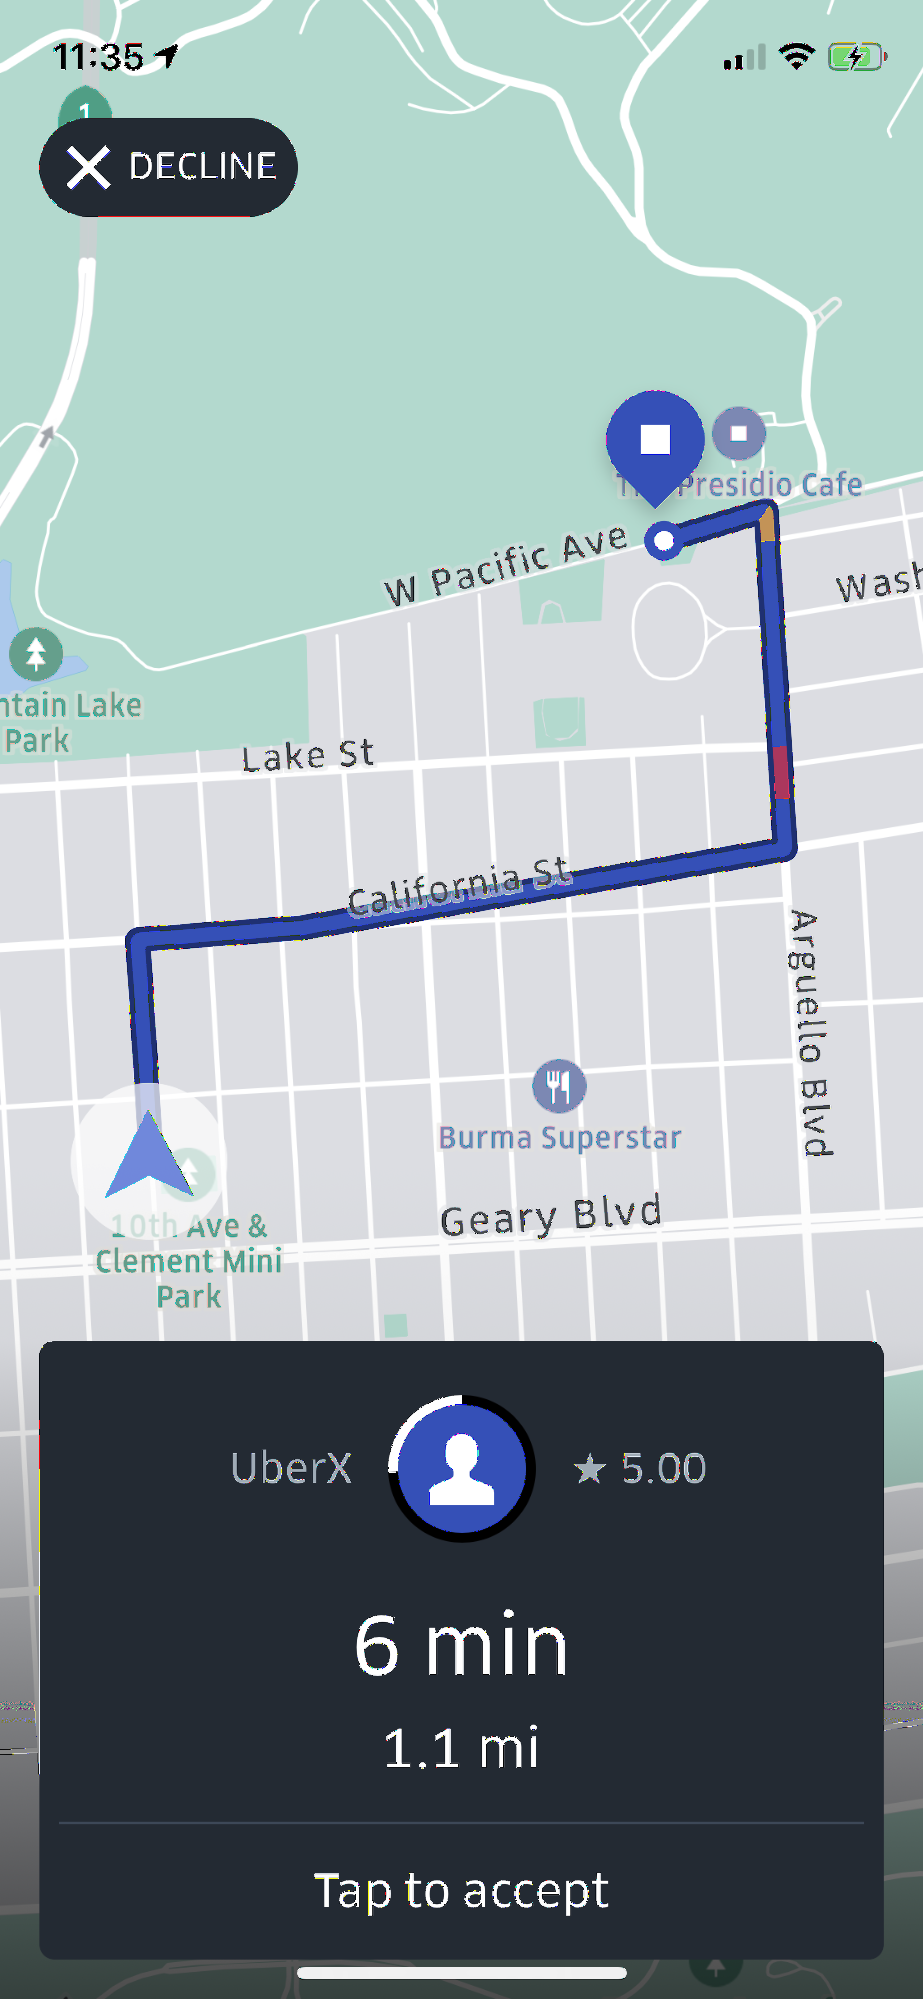 11:35
1
DECLINE
Presidio Cafe
W Pacific Ave
Wash
ntain Lake
Park
Lake St
California St
Arguello Blvd
Burma Superstar
Geary Blvd
10th Ave &
Clement Mini
Park
UberX
5.00
6 min
1.1 mi
Tap to accept